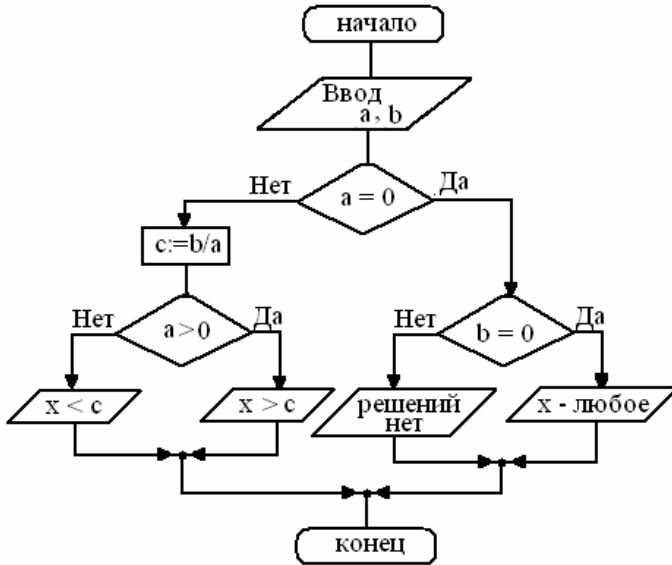 начало
Ввод
a, b
Нет
a = 0
Да
c:=b/a
Нет
a>0
Да
Нет
b = 0
Да
x < c
x > c
решений
нет
x - любое
конец